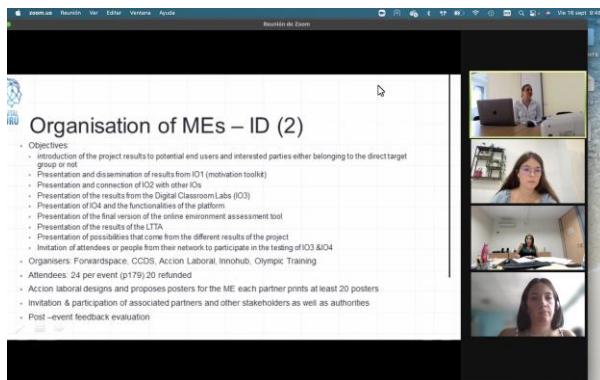 zoom.us Reunión Ver Editar Ventana Ayuda
Vie 16 sept 9:48
Reunión de Zoom
Organisation of MEs – ID (2)
Objectives:
introduction of the project results to potential end users and interested parties either belonging to the direct target
group or not
Presentation and dissemination of results from IO1 (motivation toolkit)
Presentation and connection of IO2 with other IOs
Presentation of the results from the Digital Classroom Labs (IO3)
Presentation of IO4 and the functionalities of the platform
Presentation of the final version of the online environment assessment tool
Presentation of the results of the LTTA
Presentation of possibilities that come from the different results of the project
Invitation of attendees or people from their network to participate in the testing of IO3 &IO4
Organisers: Forwardspace, CCDS, Accion Laboral, Innohub, Olympic Training
Attendees: 24 per event (p179) 20 refunded
Accion laboral designs and proposes posters for the ME each partner prints at least 20 posters
Invitation & participation of associated partners and other stakeholders as well as authorities
Post –event feedback evaluation